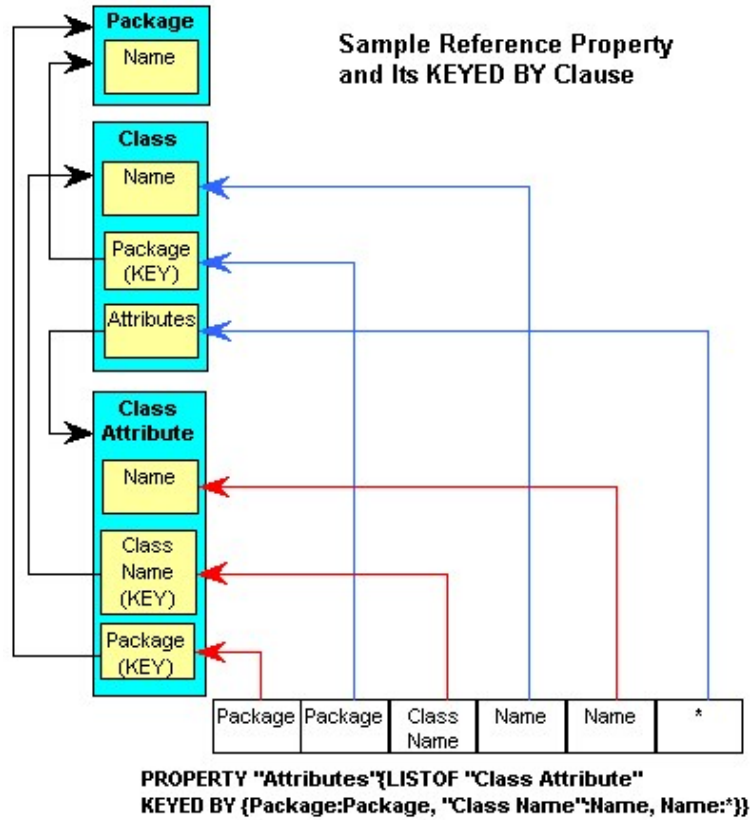 Package
Name
Sample Reference Property
and Its KEYED BY Clause
Class
Name
Package
(KEY)
Attributes
Class
Attribute
Name
Class
Name
(KEY)
Package
(KEY)
Package Package Class Name Name Name *
PROPERTY "Attributes"{LISTOF "Class Attribute"
KEYED BY {Package:Package, "Class Name":Name, Name:*}}